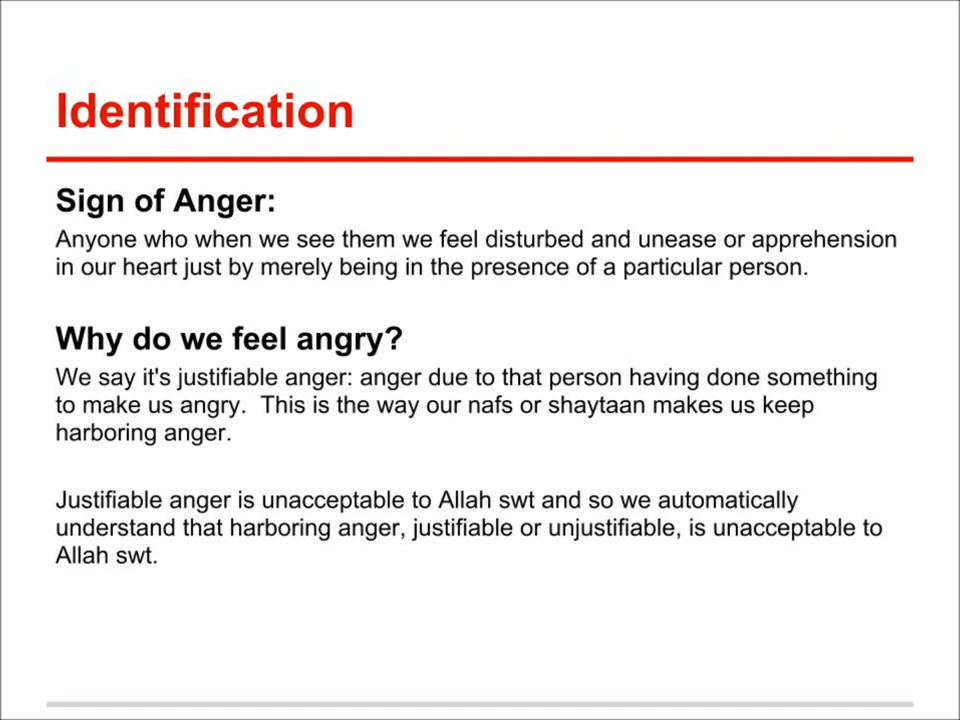 Identification
Sign of Anger:
Anyone who when we see them we feel disturbed and unease or apprehension
in our heart just by merely being in the presence of a particular person.
Why do we feel angry?
We say it's justifiable anger: anger due to that person having done something
to make us angry.  This is the way our nafs or shaytaan makes us keep
harboring anger.
Justifiable anger is unacceptable to Allah swt and so we automatically
understand that harboring anger, justifiable or unjustifiable, is unacceptable to
Allah swt.